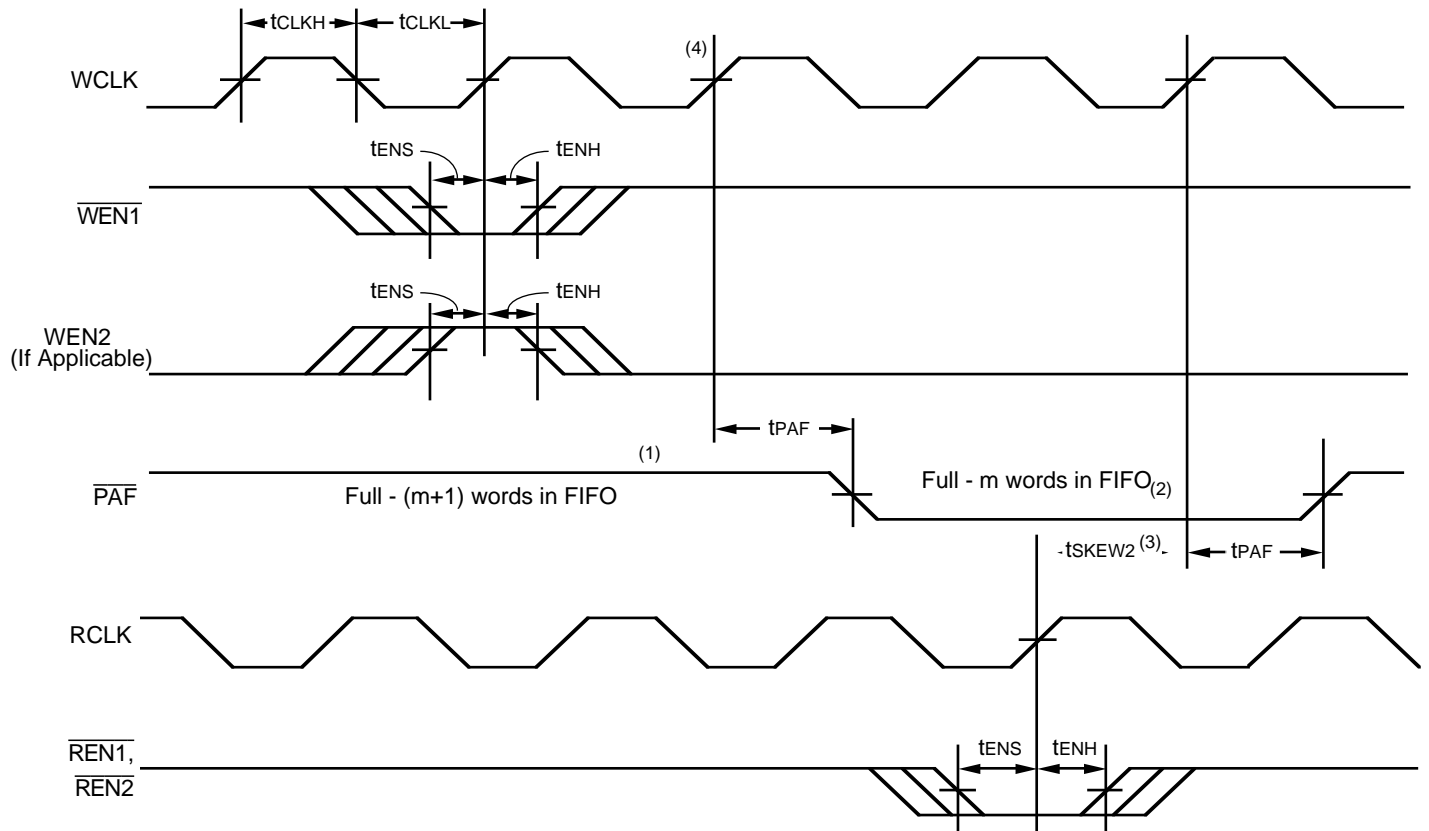 tCLKH
tCLKL
(4)
WCLK
tENS
tENH
WEN1
tENS
tENH
WEN2
(If Applicable)
tPAF
(1)
PAF
Full - (m+1) words in FIFO
Full - m words in FIFO(2)
tSKEW2 (3)
tPAF
RCLK
REN1,
REN2
tENS
tENH